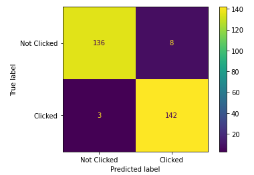 140
Not Clicked 136 8
120
100
80
True label
60
Clicked 3 142
40
20
Not Clicked Clicked
Predicted label